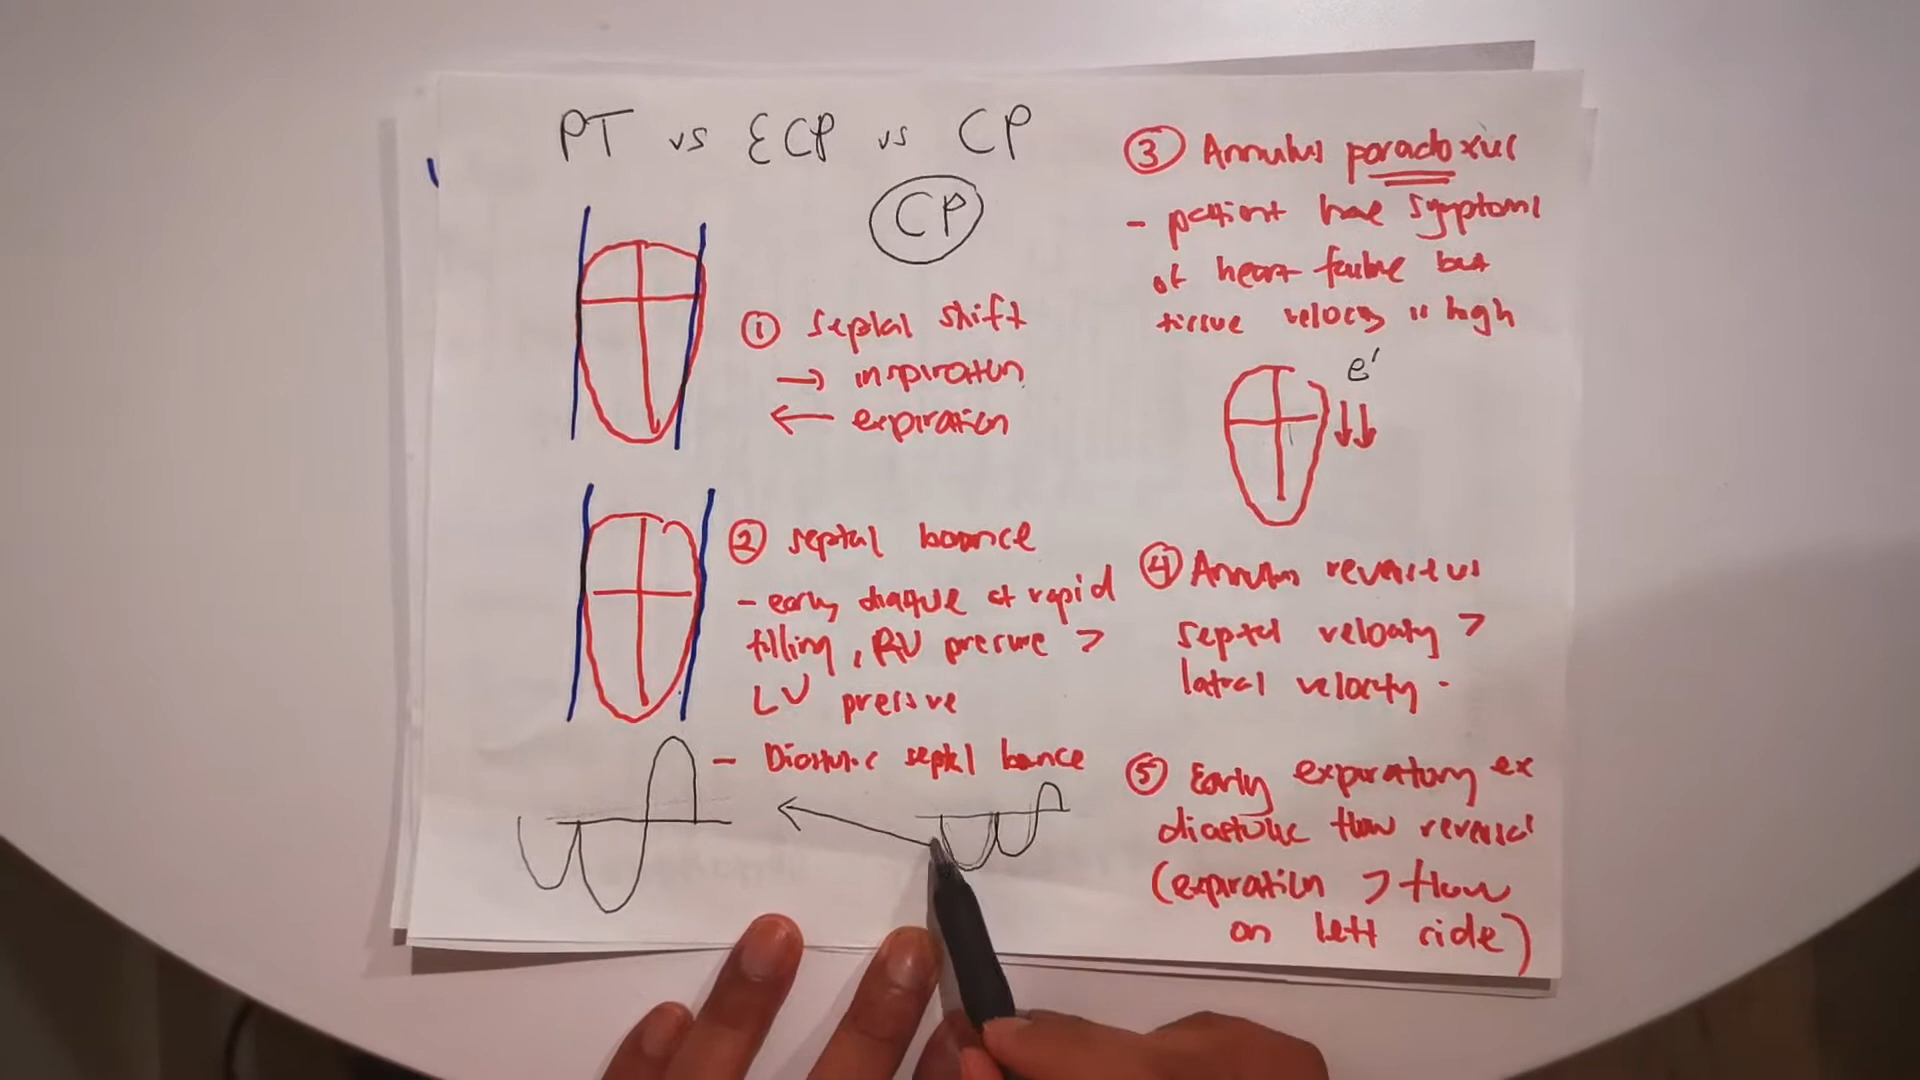 PT vs ECP vs CP
CP
① Septal shift
→ inspiration
← expiration
② septal bounce
- early diastole at rapid
filling, RV pressure >
LV pressure
- Diastolic septal bounce
③ Annulus paradoxus
- patient have symptoms
of heart failure but
tissue velocity is high
e'
④ Annulus reversus
septal velocity >
lateral velocity
⑤ Early expiratory ex
diastolic flow reversal
(expiration > flow
on left side)